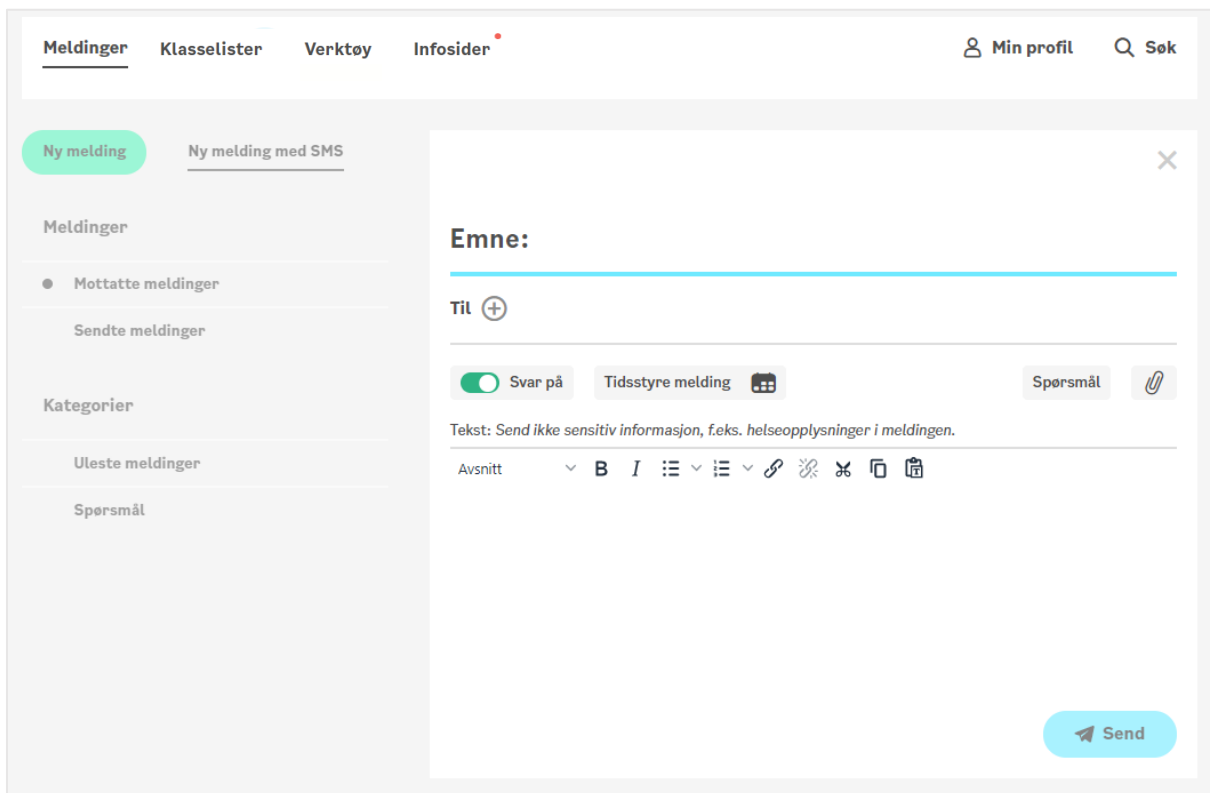 Meldinger Klasselister Verktøy Infosider Min profil Søk
Ny melding Ny melding med SMS
Meldinger
Mottatte meldinger
Sendte meldinger
Kategorier
Uleste meldinger
Spørsmål
Emne:
Til
Svar på Tidsstyre melding Spørsmål
Tekst: Send ikke sensitiv informasjon, f.eks. helseopplysninger i meldingen.
Avsnitt B I
Send